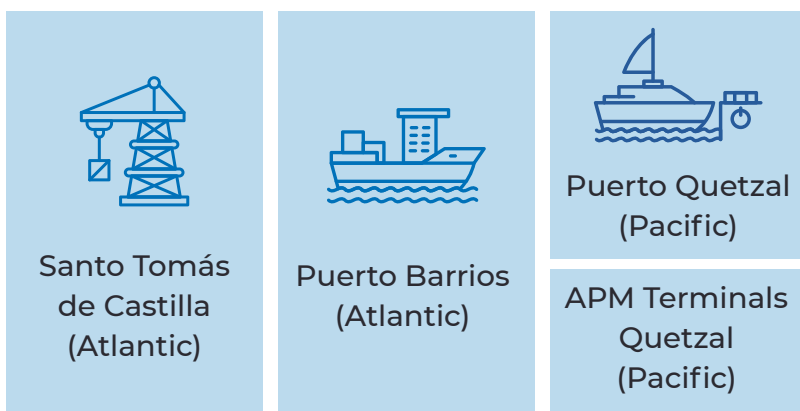 Santo Tomás
de Castilla
(Atlantic)
Puerto Barrios
(Atlantic)
Puerto Quetzal
(Pacific)
APM Terminals
Quetzal
(Pacific)